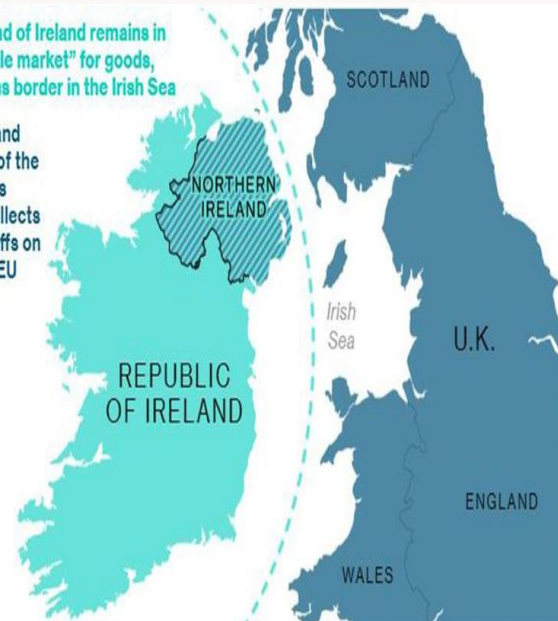 nd of Ireland remains in
le market” for goods,
s border in the Irish Sea
nd
of the
s
llects
ffs on
EU
SCOTLAND
NORTHERN
IRELAND
Irish
Sea
U.K.
REPUBLIC
OF IRELAND
ENGLAND
WALES